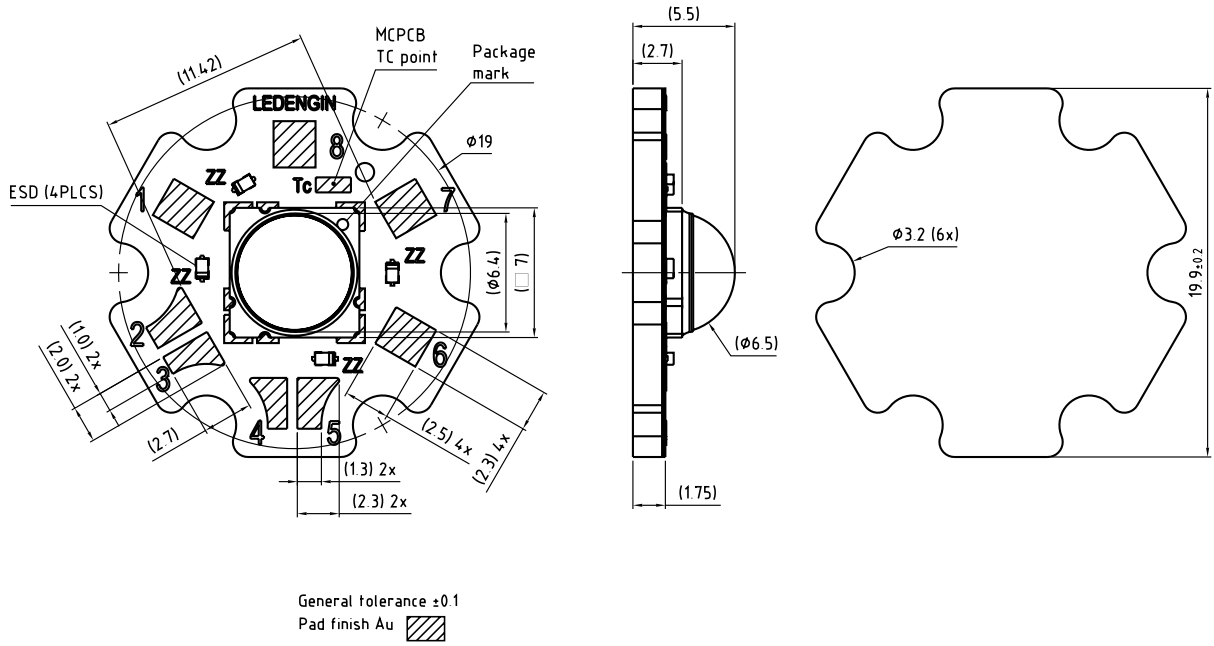 (11.42)
MCPCB
TC point
Package
mark
LEDENGIN
8
Ø19
ZZ
Tc
1
7
ESD (4PLCS)
ZZ
ZZ
(Ø6.4)
(□ 7)
2
3
6
ZZ
(1.0) 2x
(2.0) 2x
(2.7)
4
5
(2.5) 4x
(2.3) 4x
(1.3) 2x
(2.3) 2x
(5.5)
(2.7)
(Ø6.5)
(1.75)
Ø3.2 (6x)
19.9±0.2
General tolerance ±0.1
Pad finish Au